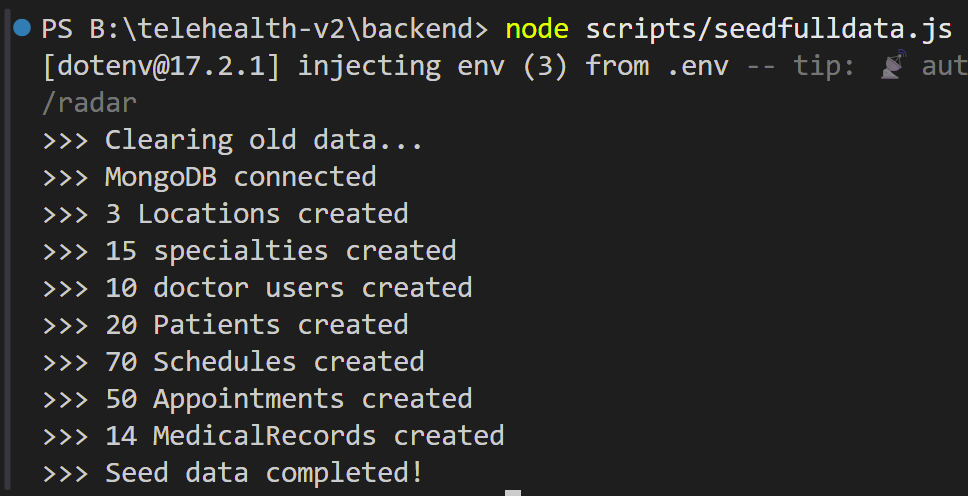 PS B:\telehealth-v2\backend> node scripts/seedfulldata.js
[dotenv@17.2.1] injecting env (3) from .env -- tip: 📡 aut
/radar
>>> Clearing old data...
>>> MongoDB connected
>>> 3 Locations created
>>> 15 specialties created
>>> 10 doctor users created
>>> 20 Patients created
>>> 70 Schedules created
>>> 50 Appointments created
>>> 14 MedicalRecords created
>>> Seed data completed!